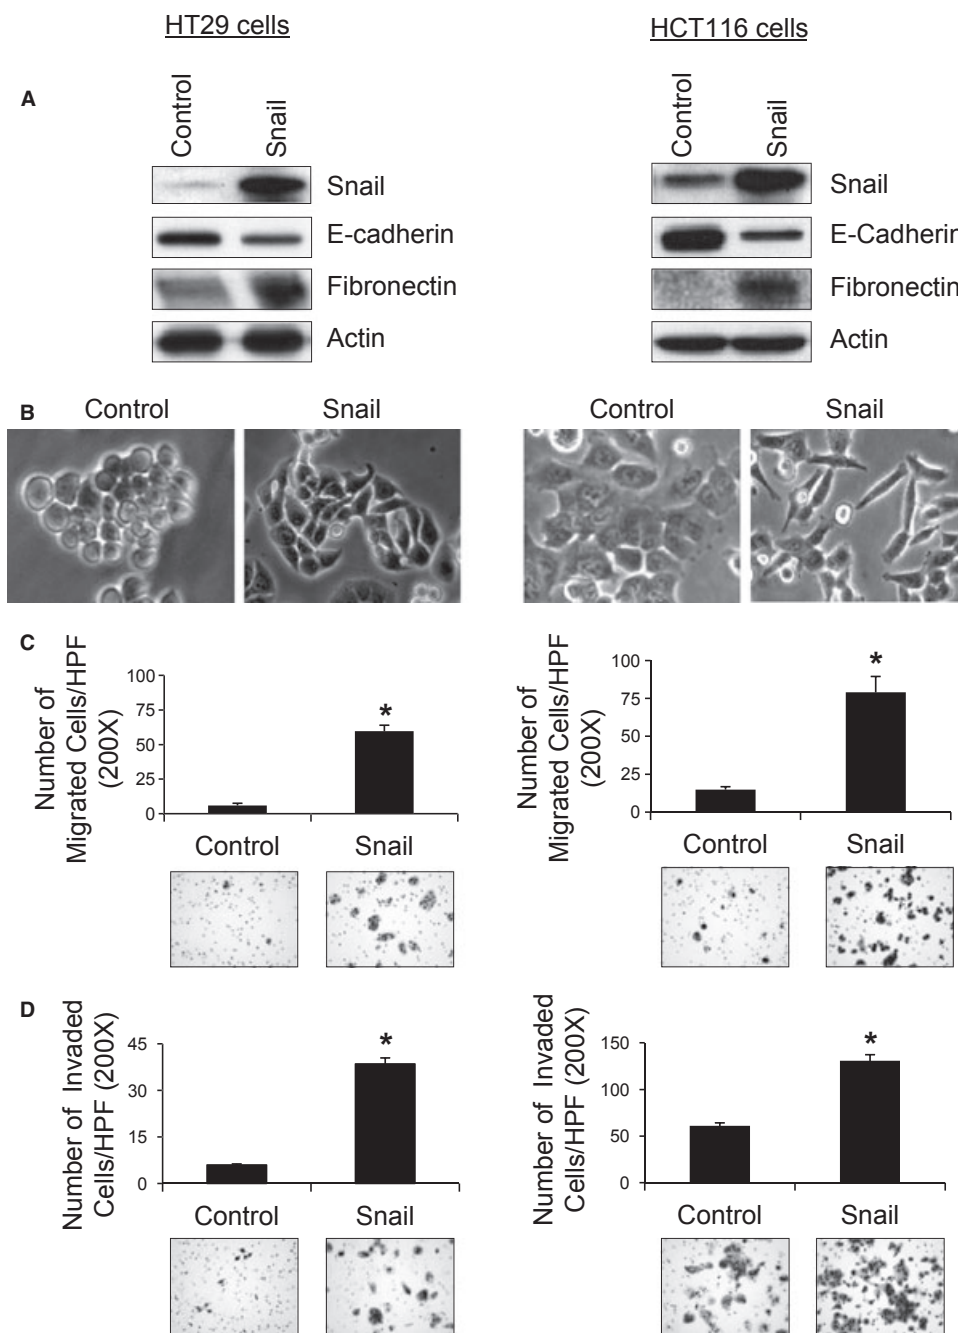 HT29 cells
HCT116 cells
A
Control
Snail
Control
Snail
Snail
E-cadherin
Fibronectin
Actin
Snail
E-Cadherin
Fibronectin
Actin
B
Control
Snail
Control
Snail
C
Number of
Migrated Cells/HPF
(200X)
100
75
50
25
0
*
Control
Snail
Number of
Migrated Cells/HPF
(200X)
100
75
50
25
0
*
Control
Snail
D
Number of Invaded
Cells/HPF (200X)
45
30
15
0
*
Control
Snail
Number of Invaded
Cells/HPF (200X)
150
100
50
0
*
Control
Snail